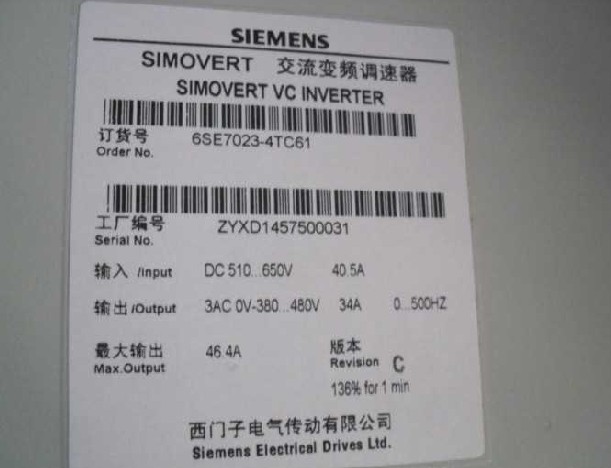 SIEMENS
SIMOVERT 交流变频调速器
SIMOVERT VC INVERTER
订货号 6SE7023-4TC61
Order No.
工厂编号 ZYXD1457500031
Serial No.
输入 /Input DC 510...650V 40.5A
输出 /Output 3AC 0V-380...480V 34A 0...500HZ
最大输出 46.4A 版本
Max.Output Revision C
136% for 1 min
西门子电气传动有限公司
Siemens Electrical Drives Ltd.